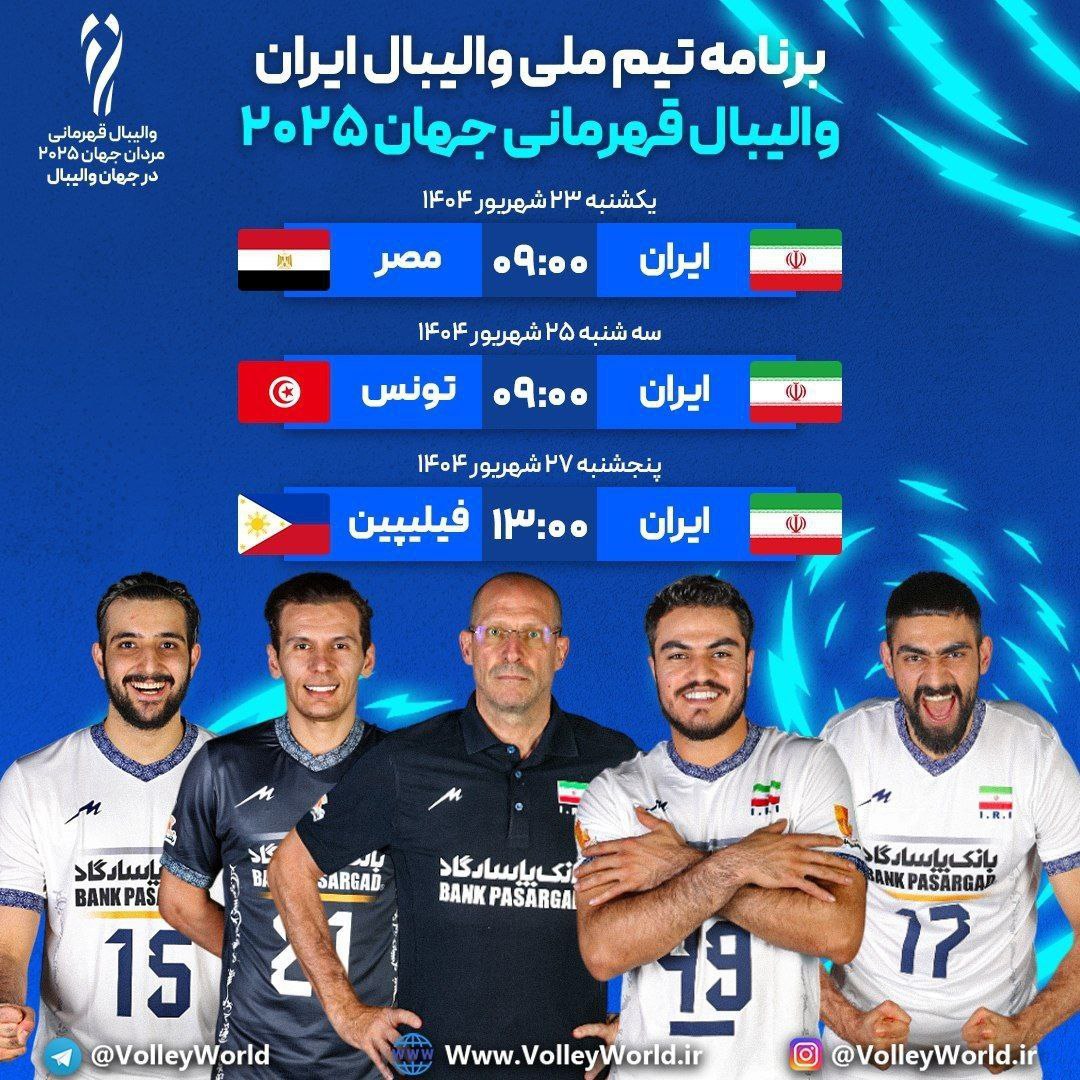 برنامه تیم ملی والیبال ایران
والیبال قهرمانی جهان ۲۰۲۵
والیبال قهرمانی
مردان جهان ۲۰۲۵
در جهان والیبال
یکشنبه ۲۳ شهریور ۱۴۰۴
ایران ۰۹:۰۰ مصر
سه شنبه ۲۵ شهریور ۱۴۰۴
ایران ۰۹:۰۰ تونس
پنجشنبه ۲۷ شهریور ۱۴۰۴
ایران ۱۳:۰۰ فیلیپین
I.R.I
I.R.I
بانک پاسارگاد
BANK PASARGAD
بانک پاسارگاد
BANK PASARGAD
بانک پاسارگاد
BANK PASARGAD
15
21
49
17
@VolleyWorld
Www.VolleyWorld.ir
@VolleyWorld.ir